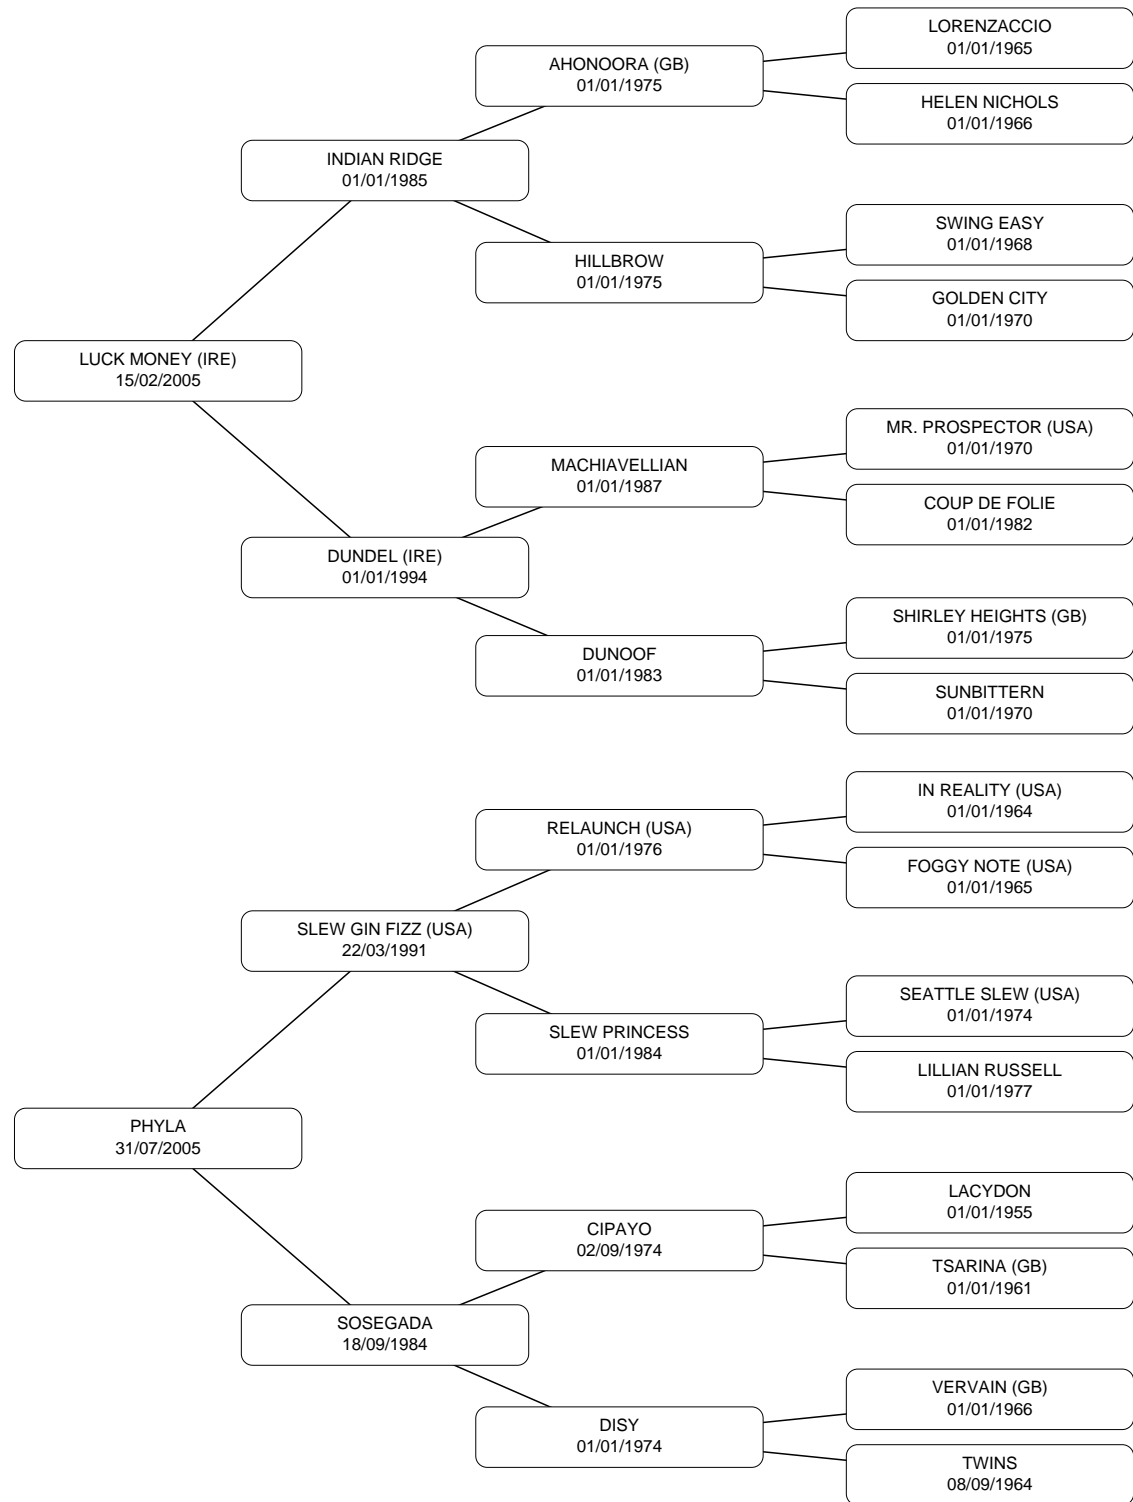 LORENZACCIO
01/01/1965
AHONOORA (GB)
01/01/1975
HELEN NICHOLS
01/01/1966
INDIAN RIDGE
01/01/1985
SWING EASY
01/01/1968
HILLBROW
01/01/1975
GOLDEN CITY
01/01/1970
LUCK MONEY (IRE)
15/02/2005
MR. PROSPECTOR (USA)
01/01/1970
MACHIAVELLIAN
01/01/1987
COUP DE FOLIE
01/01/1982
DUNDEL (IRE)
01/01/1994
SHIRLEY HEIGHTS (GB)
01/01/1975
DUNOOF
01/01/1983
SUNBITTERN
01/01/1970
IN REALITY (USA)
01/01/1964
RELAUNCH (USA)
01/01/1976
FOGGY NOTE (USA)
01/01/1965
SLEW GIN FIZZ (USA)
22/03/1991
SEATTLE SLEW (USA)
01/01/1974
SLEW PRINCESS
01/01/1984
LILLIAN RUSSELL
01/01/1977
PHYLA
31/07/2005
LACYDON
01/01/1955
CIPAYO
02/09/1974
TSARINA (GB)
01/01/1961
SOSEGADA
18/09/1984
VERVAIN (GB)
01/01/1966
DISY
01/01/1974
TWINS
08/09/1964